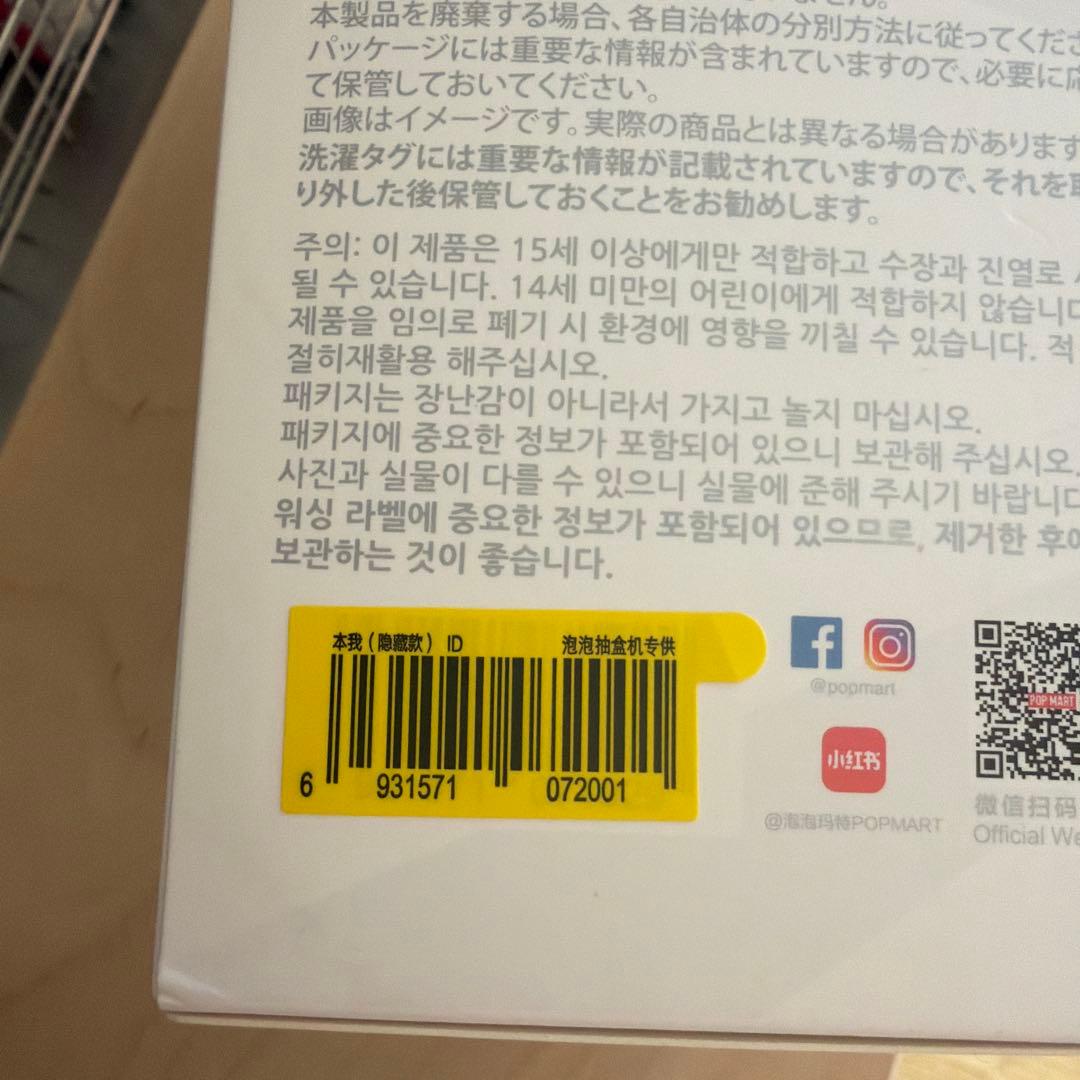 本製品を廃棄する場合、各自治体の分別方法に従ってくださ
パッケージには重要な情報が含まれていますので、必要に応
て保管しておいてください。
画像はイメージです。実際の商品とは異なる場合があります
洗濯タグには重要な情報が記載されていますので、それを取
り外した後保管しておくことをお勧めします。
주의: 이 제품은 15세 이상에게만 적합하고 수장과 진열로
될 수 있습니다. 14세 미만의 어린이에게 적합하지 않습니다
제품을 임의로 폐기 시 환경에 영향을 끼칠 수 있습니다. 적
절히재활용 해주십시오.
패키지는 장난감이 아니라서 가지고 놀지 마십시오.
패키지에 중요한 정보가 포함되어 있으니 보관해 주십시오.
사진과 실물이 다를 수 있으니 실물에 준해 주시기 바랍니다
워싱 라벨에 중요한 정보가 포함되어 있으므로, 제거한 후에
보관하는 것이 좋습니다.
本我（隐藏款） ID 泡泡抽盒机专供
6 931571 072001
@popmart
小红书
@泡泡玛特POPMART
POP MART
微信扫码
Official We